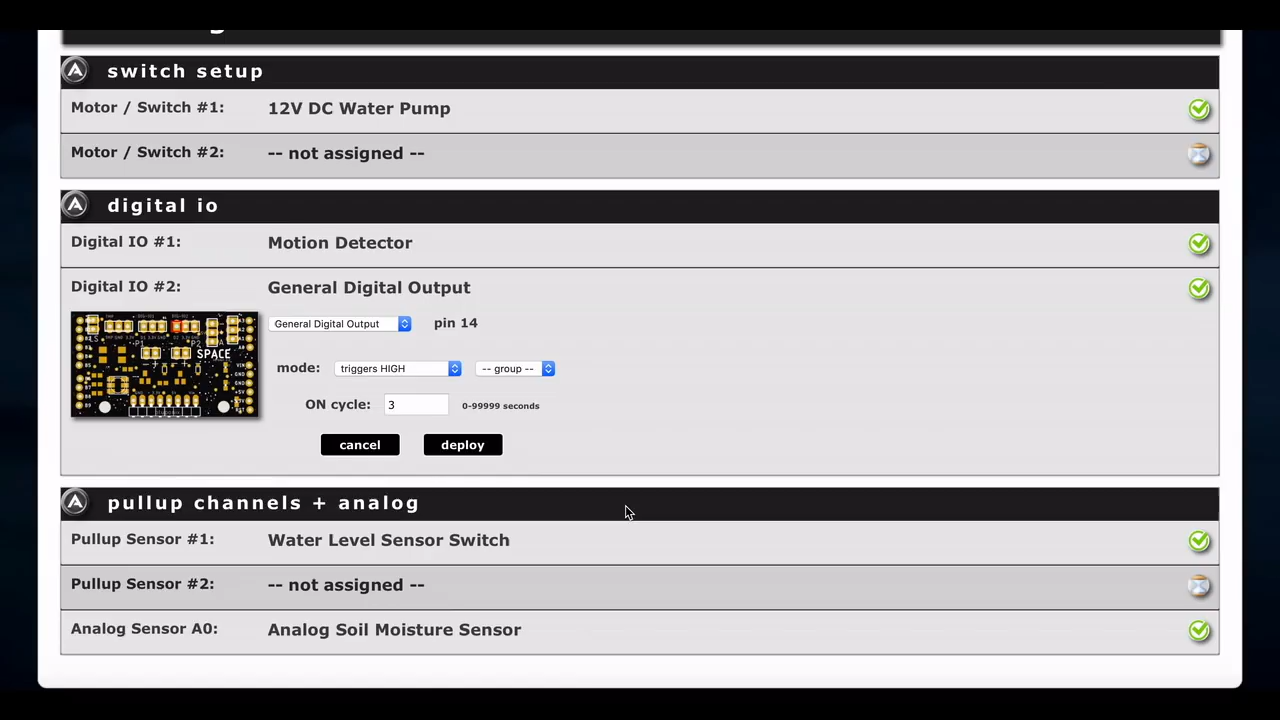 switch setup
Motor / Switch #1: 12V DC Water Pump
Motor / Switch #2: -- not assigned --
digital io
Digital IO #1: Motion Detector
Digital IO #2: General Digital Output
General Digital Output pin 14
SPACE
mode: triggers HIGH -- group --
ON cycle: 3 0-99999 seconds
cancel deploy
pullup channels + analog
Pullup Sensor #1: Water Level Sensor Switch
Pullup Sensor #2: -- not assigned --
Analog Sensor A0: Analog Soil Moisture Sensor